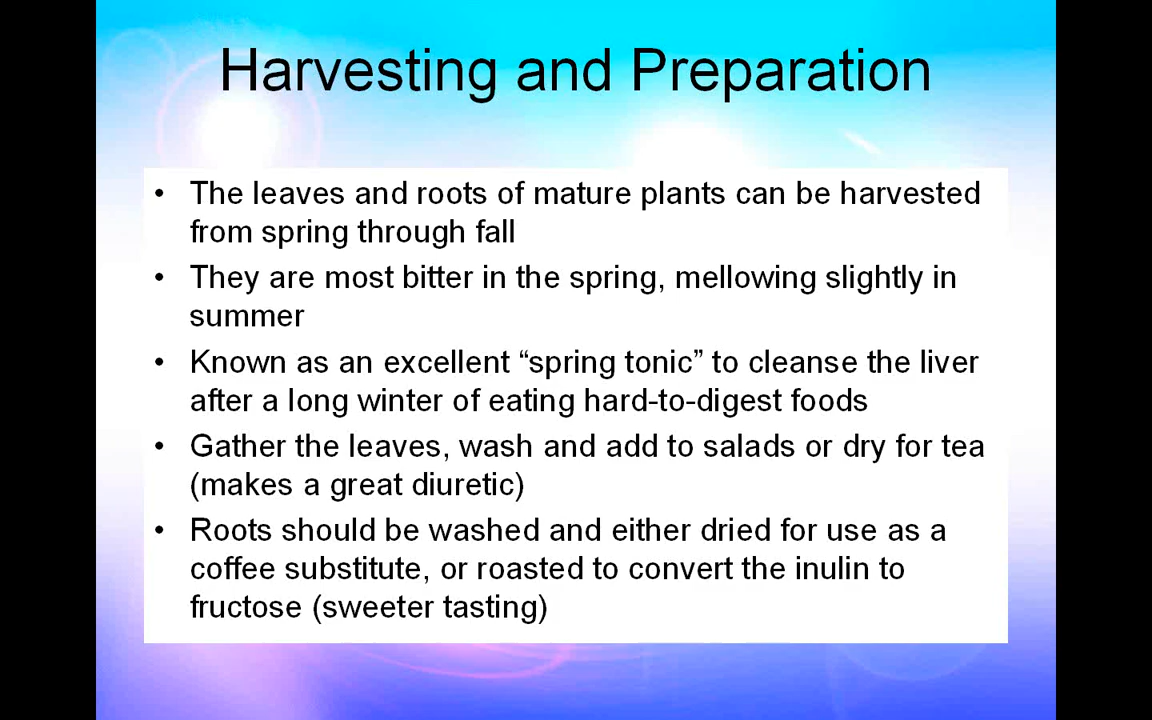 Harvesting and Preparation
• The leaves and roots of mature plants can be harvested
from spring through fall
• They are most bitter in the spring, mellowing slightly in
summer
• Known as an excellent “spring tonic” to cleanse the liver
after a long winter of eating hard-to-digest foods
• Gather the leaves, wash and add to salads or dry for tea
(makes a great diuretic)
• Roots should be washed and either dried for use as a
coffee substitute, or roasted to convert the inulin to
fructose (sweeter tasting)